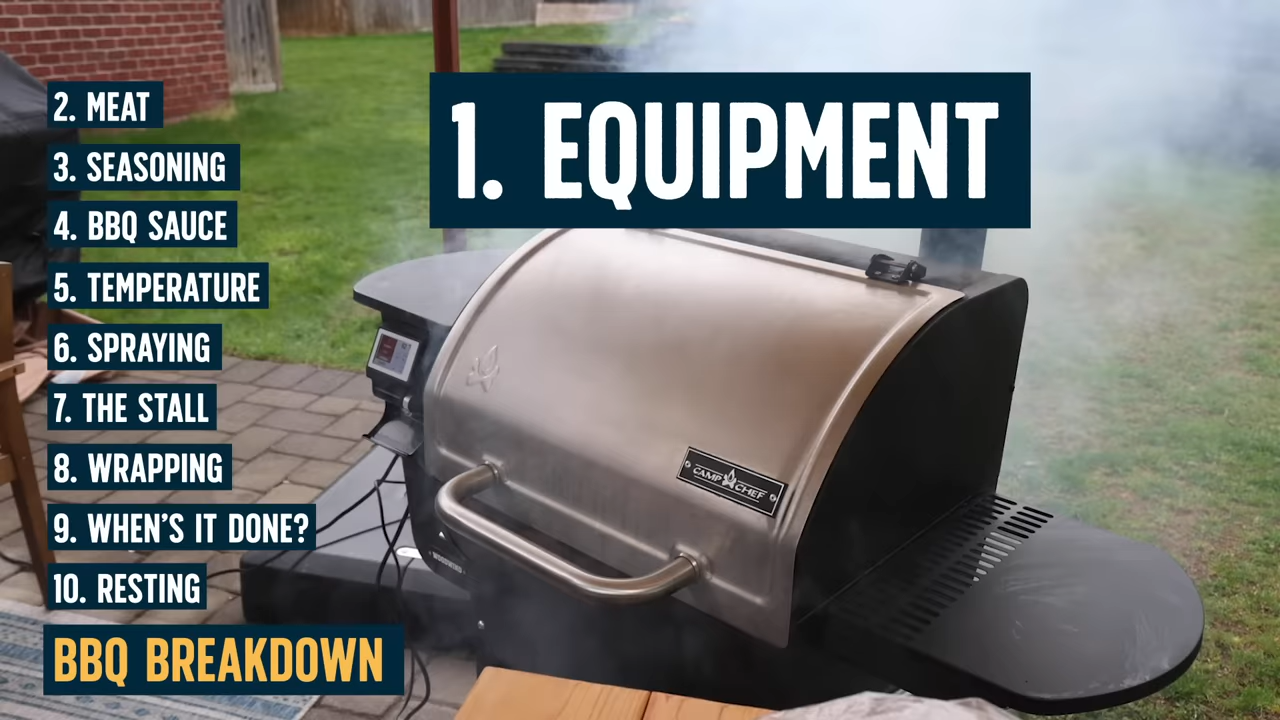 1. EQUIPMENT
2. MEAT
3. SEASONING
4. BBQ SAUCE
5. TEMPERATURE
6. SPRAYING
7. THE STALL
8. WRAPPING
9. WHEN'S IT DONE?
10. RESTING
BBQ BREAKDOWN
CAMP CHEF
WOODWIND